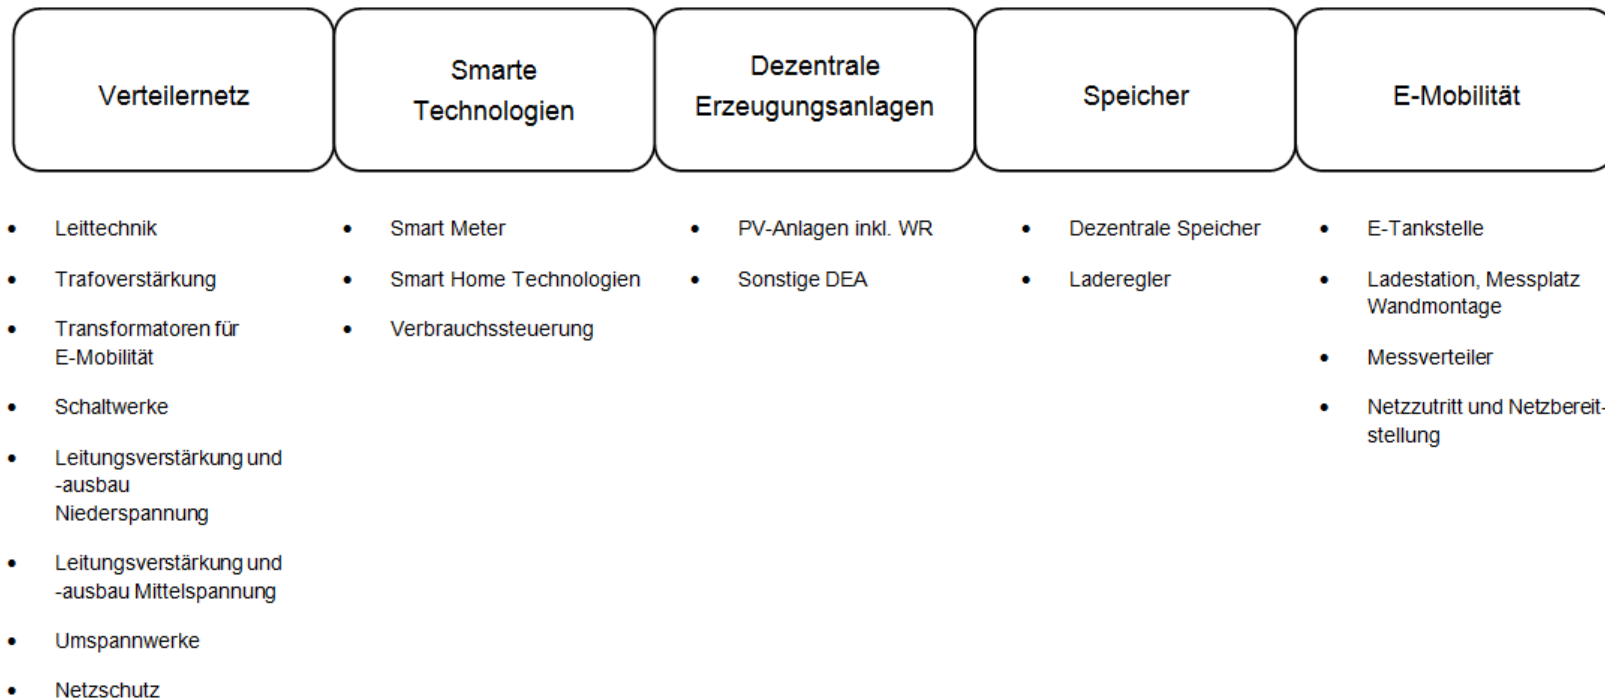 Verteilernetz
Smarte
Technologien
Dezentrale
Erzeugungsanlagen
Speicher
E-Mobilität
• Leittechnik
• Trafoverstärkung
• Transformatoren für
E-Mobilität
• Schaltwerke
• Leitungsverstärkung und
-ausbau
Niederspannung
• Leitungsverstärkung und
-ausbau Mittelspannung
• Umspannwerke
• Netzschutz
• Smart Meter
• Smart Home Technologien
• Verbrauchssteuerung
• PV-Anlagen inkl. WR
• Sonstige DEA
• Dezentrale Speicher
• Laderegler
• E-Tankstelle
• Ladestation, Messplatz
Wandmontage
• Messverteiler
• Netzzutritt und Netzbereit-
stellung